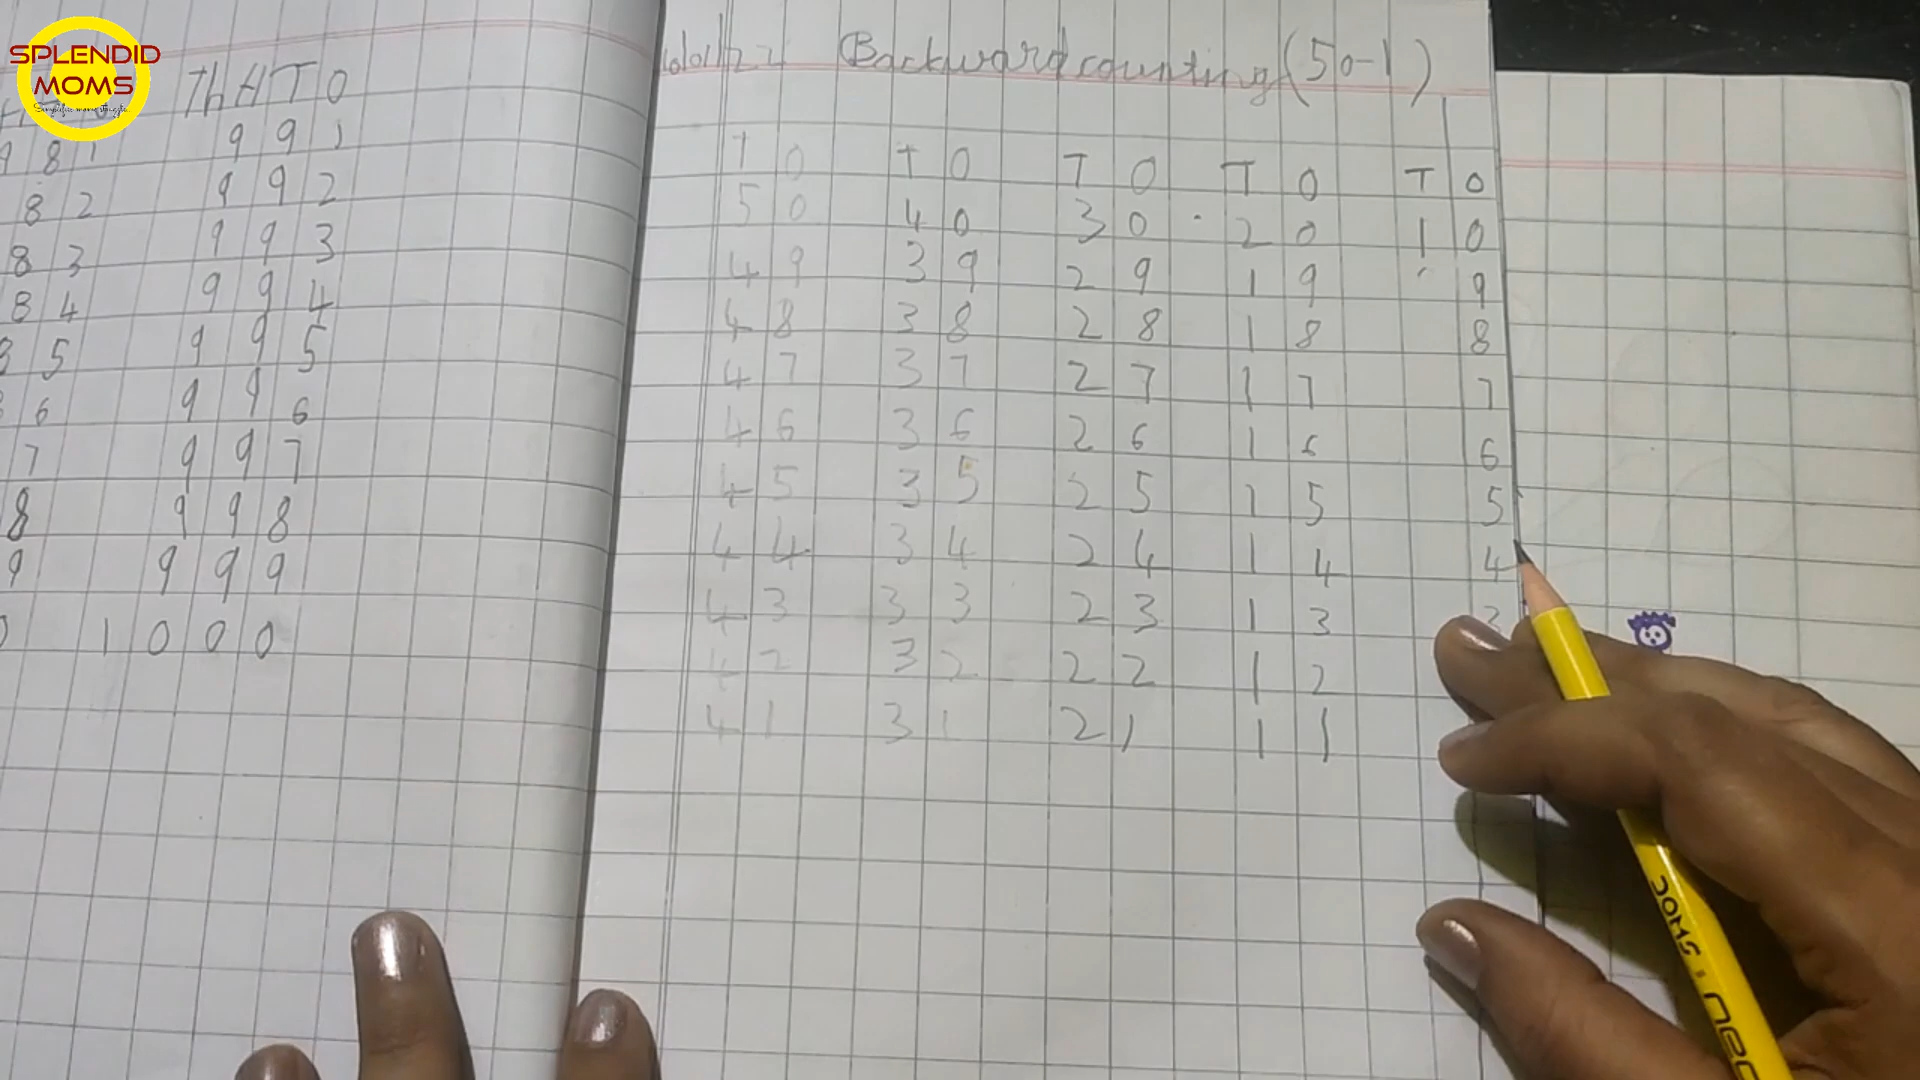 SPLENDID
MOMS
Th H T O
8 1 9 9 1
8 2 9 9 2
8 3 9 9 3
8 4 9 9 4
8 5 9 9 5
6 9 9 6
7 9 9 7
8 9 9 8
9 9 9 9
0 1 0 0 0
Backward counting (50-1)
T O T O T O T O T O
5 0 4 0 3 0 2 0 1 0
4 9 3 9 2 9 1 9 9
4 8 3 8 2 8 1 8 8
4 7 3 7 2 7 1 7 7
4 6 3 6 2 6 1 6 6
4 5 3 5 2 5 1 5 5
4 4 3 4 2 4 1 4 4
4 3 3 3 2 3 1 3 3
4 2 3 2 2 2 1 2
4 1 3 1 2 1 1 1
DOMS